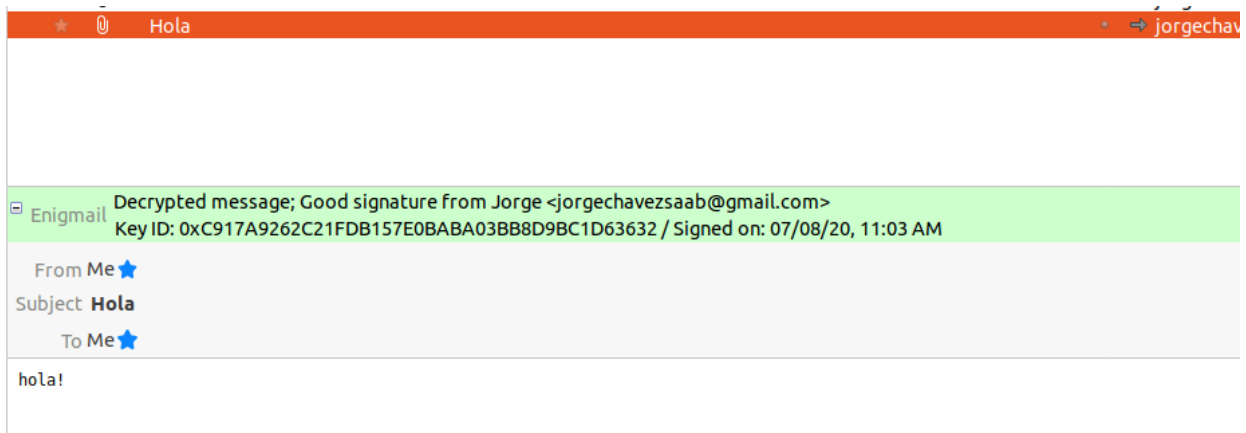 Hola jorgechav
Enigmail Decrypted message; Good signature from Jorge <jorgechavezsaab@gmail.com>
Key ID: 0xC917A9262C21FDB157E0BABA03BB8D9BC1D63632 / Signed on: 07/08/20, 11:03 AM
From Me
Subject Hola
To Me
hola!